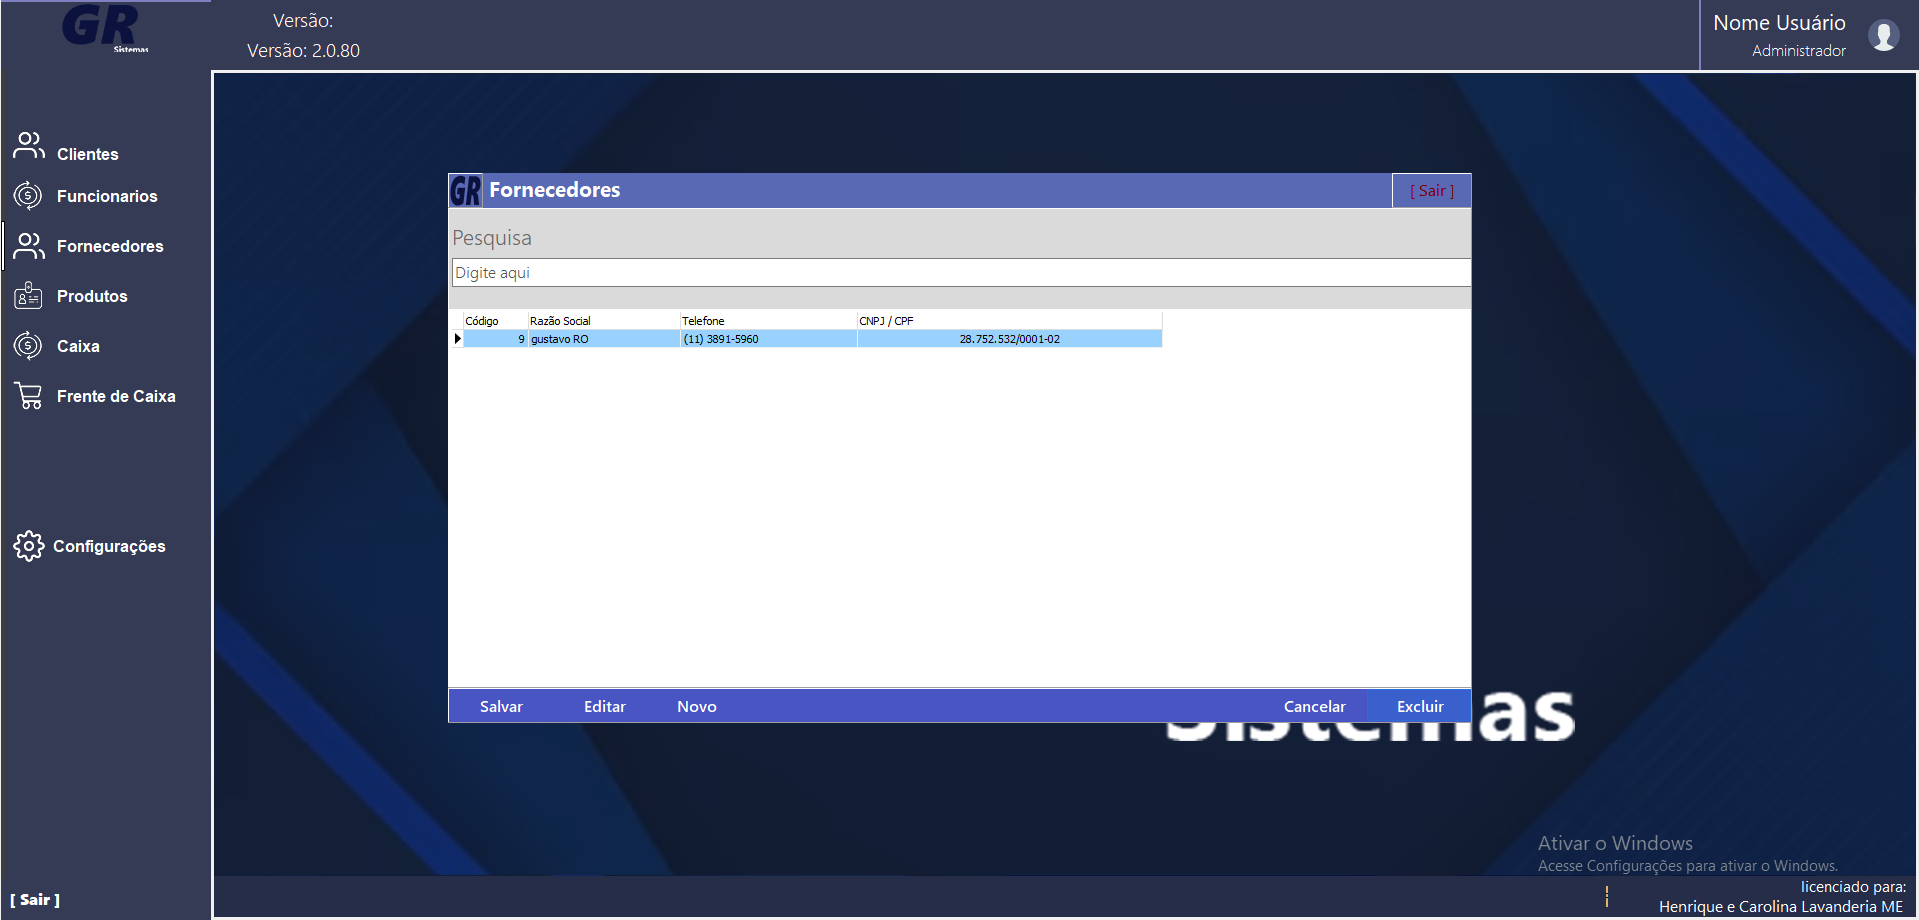 GR
Sistemas
Versão:
Versão: 2.0.80
Nome Usuário
Administrador
Clientes
Funcionarios
Fornecedores
Produtos
Caixa
Frente de Caixa
Configurações
[ Sair ]
GR Fornecedores [ Sair ]
Pesquisa
Digite aqui
Código Razão Social Telefone CNPJ / CPF
9 gustavo RO (11) 3891-5960 28.752.532/0001-02
Salvar Editar Novo Cancelar Excluir
Sistemas
Ativar o Windows
Acesse Configurações para ativar o Windows.
licenciado para:
Henrique e Carolina Lavanderia ME